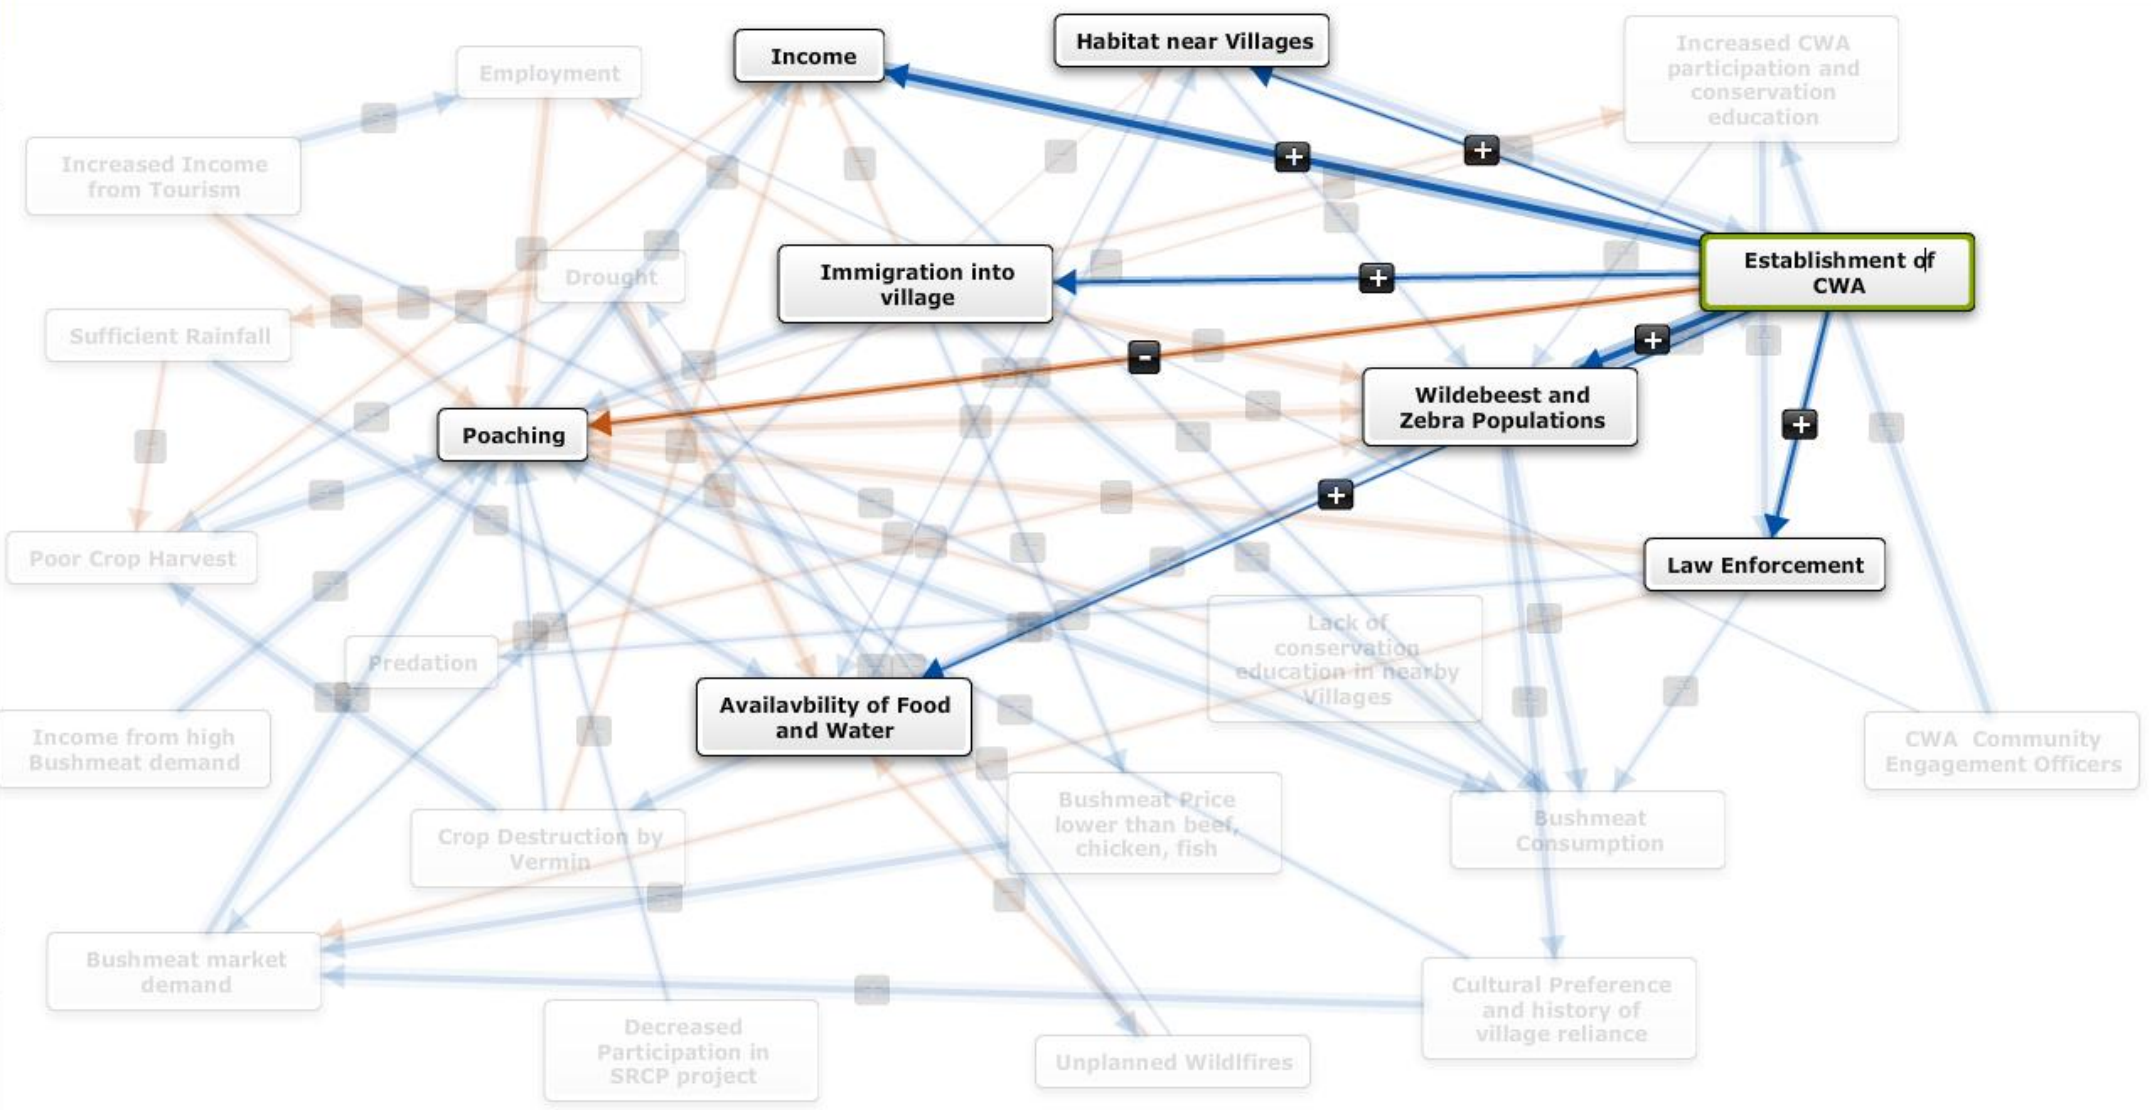 Income
Habitat near Villages
Increased CWA
participation and
conservation
education
Employment
Increased Income
from Tourism
Drought
Immigration into
village
Establishment of
CWA
Sufficient Rainfall
Poaching
Wildebeest and
Zebra Populations
Poor Crop Harvest
Law Enforcement
Lack of
conservation
education in nearby
Villages
Predation
Availavbility of Food
and Water
Income from high
Bushmeat demand
CWA Community
Engagement Officers
Crop Destruction by
Vermin
Bushmeat Price
lower than beef,
chicken, fish
Bushmeat
Consumption
Bushmeat market
demand
Cultural Preference
and history of
village reliance
Decreased
Participation in
SRCP project
Unplanned Wildlfires
+
+
+
-
+
+
+